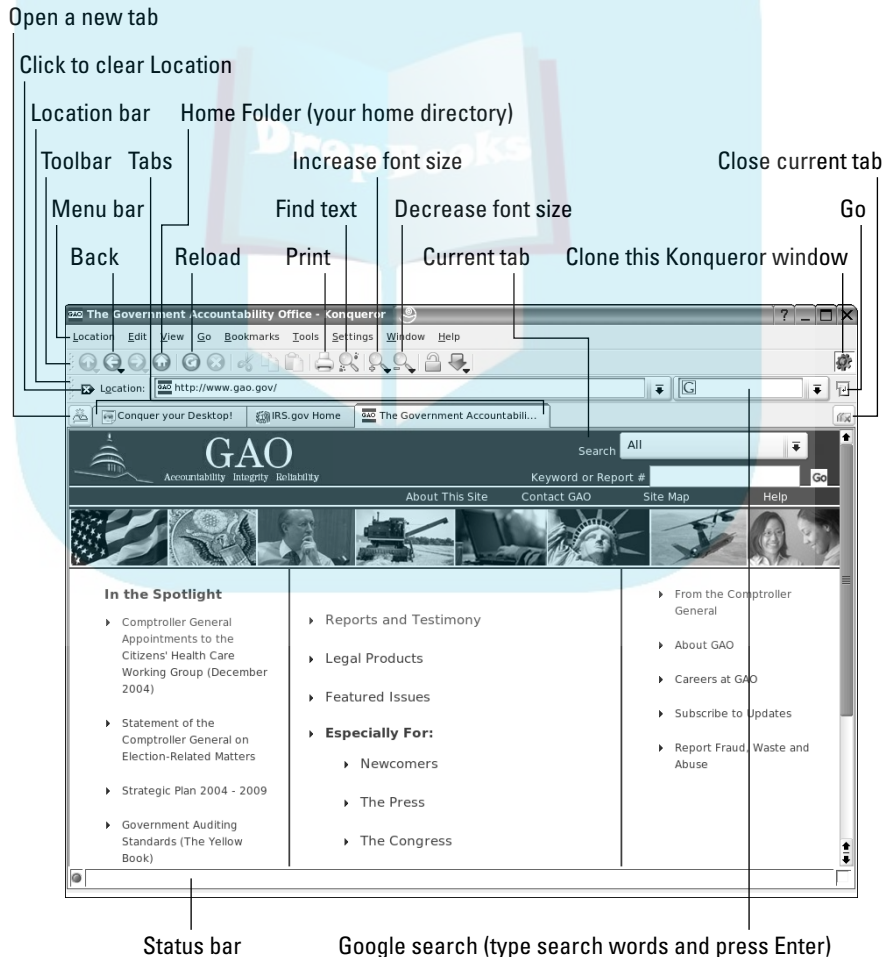 Open a new tab
Click to clear Location
Location bar Home Folder (your home directory)
Toolbar Tabs Increase font size Close current tab
Menu bar Find text Decrease font size Go
Back Reload Print Current tab Clone this Konqueror window
DropBooks
GAO The Government Accountability Office - Konqueror
Location Edit View Go Bookmarks Tools Settings Window Help
Location: GAO http://www.gao.gov/ G
Conquer your Desktop! IRS.gov Home GAO The Government Accountabili...
GAO
Accountability Integrity Reliability
Search All
Keyword or Report # Go
About This Site Contact GAO Site Map Help
In the Spotlight
Comptroller General
Appointments to the
Citizens' Health Care
Working Group (December
2004)
Statement of the
Comptroller General on
Election-Related Matters
Strategic Plan 2004 - 2009
Government Auditing
Standards (The Yellow
Book)
Reports and Testimony
Legal Products
Featured Issues
Especially For:
Newcomers
The Press
The Congress
From the Comptroller
General
About GAO
Careers at GAO
Subscribe to Updates
Report Fraud, Waste and
Abuse
Status bar Google search (type search words and press Enter)